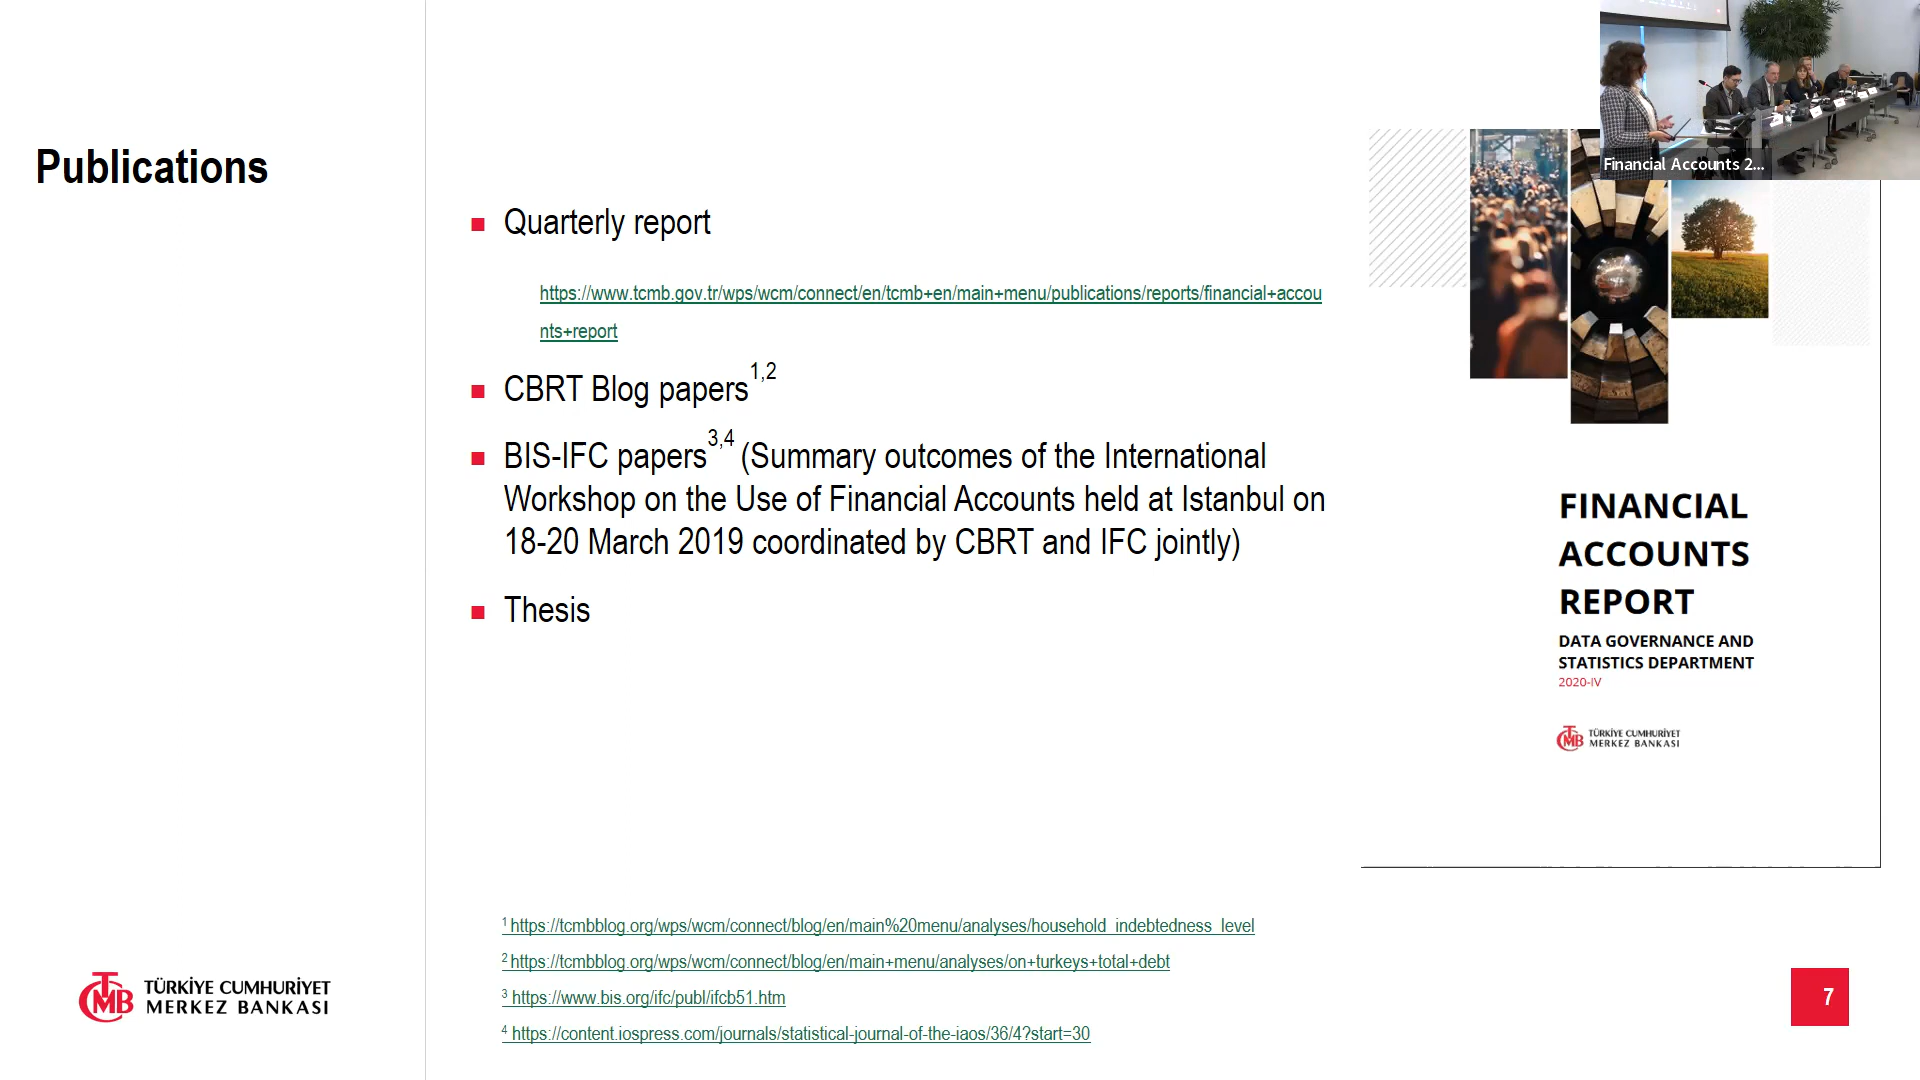 Publications
Quarterly report
https://www.tcmb.gov.tr/wps/wcm/connect/en/tcmb+en/main+menu/publications/reports/financial+accou
nts+report
CBRT Blog papers1,2
BIS-IFC papers3,4 (Summary outcomes of the International
Workshop on the Use of Financial Accounts held at Istanbul on
18-20 March 2019 coordinated by CBRT and IFC jointly)
Thesis
1 https://tcmbblog.org/wps/wcm/connect/blog/en/main%20menu/analyses/household_indebtedness_level
2 https://tcmbblog.org/wps/wcm/connect/blog/en/main+menu/analyses/on+turkeys+total+debt
3 https://www.bis.org/ifc/publ/ifcb51.htm
4 https://content.iospress.com/journals/statistical-journal-of-the-iaos/36/4?start=30
Financial Accounts 2...
FINANCIAL
ACCOUNTS
REPORT
DATA GOVERNANCE AND
STATISTICS DEPARTMENT
2020-IV
TCMB
TÜRKİYE CUMHURİYET
MERKEZ BANKASI
TCMB
TÜRKİYE CUMHURİYET
MERKEZ BANKASI
7